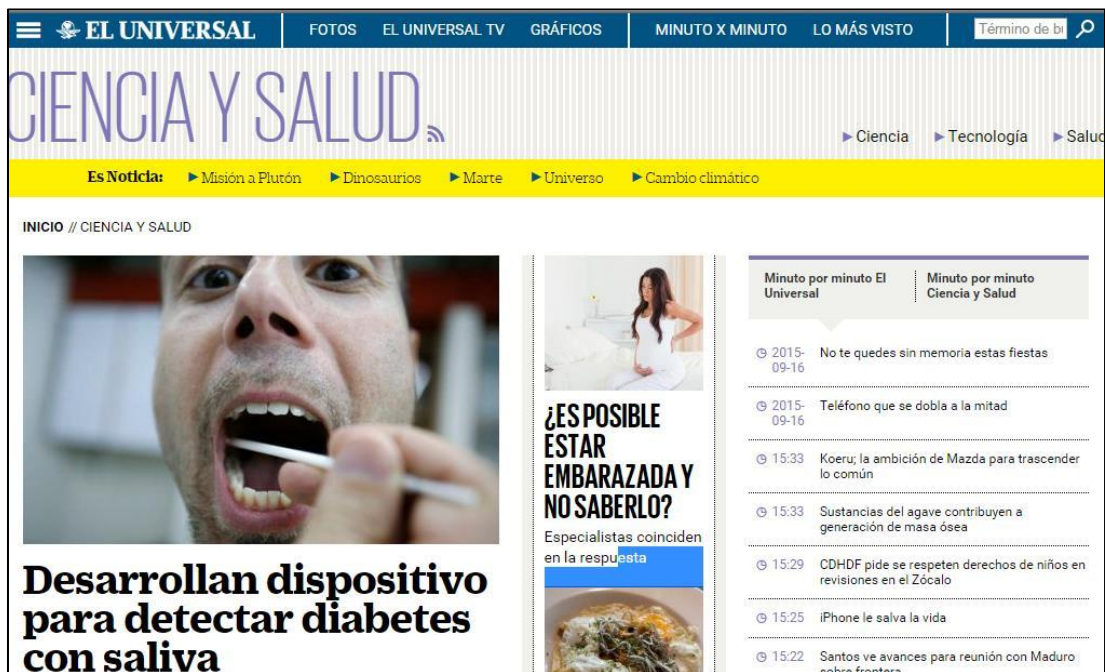 EL UNIVERSAL
FOTOS EL UNIVERSAL TV GRÁFICOS MINUTO X MINUTO LO MÁS VISTO Término de bu
CIENCIA Y SALUD
Ciencia Tecnología Saluc
Es Noticia: Misión a Plutón Dinosaurios Marte Universo Cambio climático
INICIO // CIENCIA Y SALUD
Desarrollan dispositivo
para detectar diabetes
con saliva
¿ES POSIBLE
ESTAR
EMBARAZADA Y
NO SABERLO?
Especialistas coinciden
en la respuesta
Minuto por minuto El
Universal
Minuto por minuto
Ciencia y Salud
2015-
09-16
No te quedes sin memoria estas fiestas
2015-
09-16
Teléfono que se dobla a la mitad
15:33 Koeru; la ambición de Mazda para trascender
lo común
15:33 Sustancias del agave contribuyen a
generación de masa ósea
15:29 CDHDF pide se respeten derechos de niños en
revisiones en el Zócalo
15:25 iPhone le salva la vida
15:22 Santos ve avances para reunión con Maduro
sobre frontera